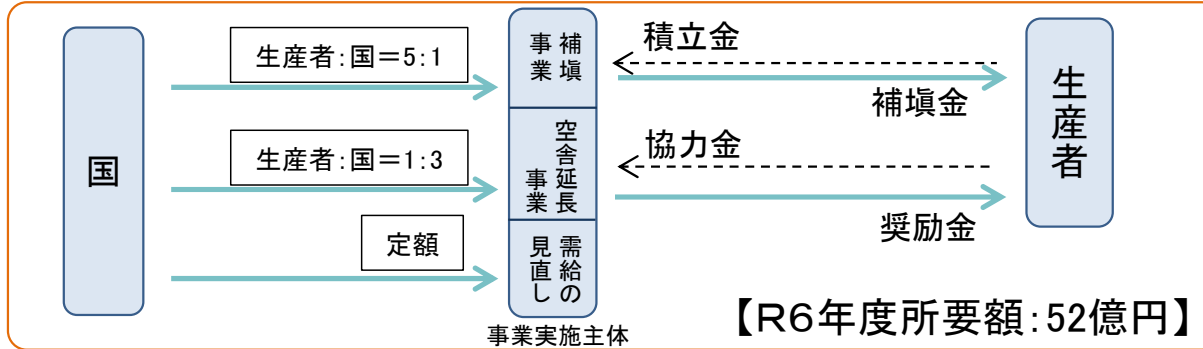 国
生産者:国＝5:1
生産者:国＝1:3
定額
補塡
事業
空舎延長
事業
需給の
見直し
事業実施主体
積立金
補塡金
協力金
奨励金
生産者
【R6年度所要額:52億円】